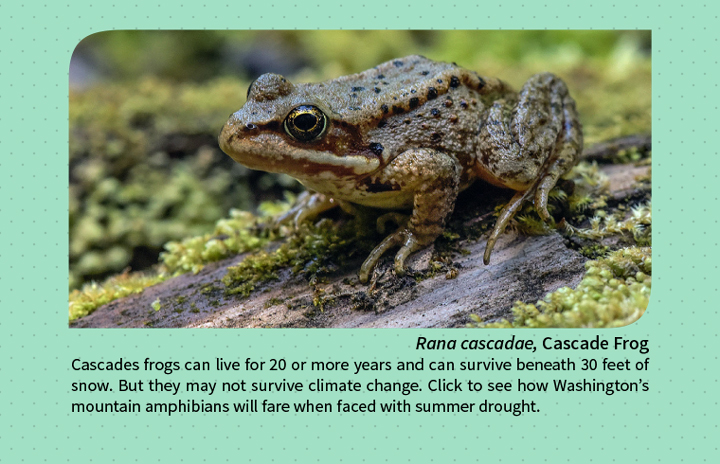 Rana cascadae, Cascade Frog
Cascades frogs can live for 20 or more years and can survive beneath 30 feet of
snow. But they may not survive climate change. Click to see how Washington’s
mountain amphibians will fare when faced with summer drought.